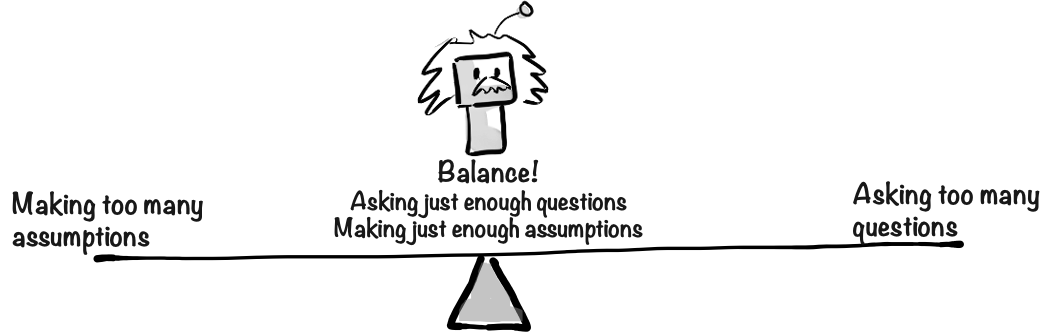 Balance!
Asking just enough questions
Making just enough assumptions
Making too many
assumptions
Asking too many
questions